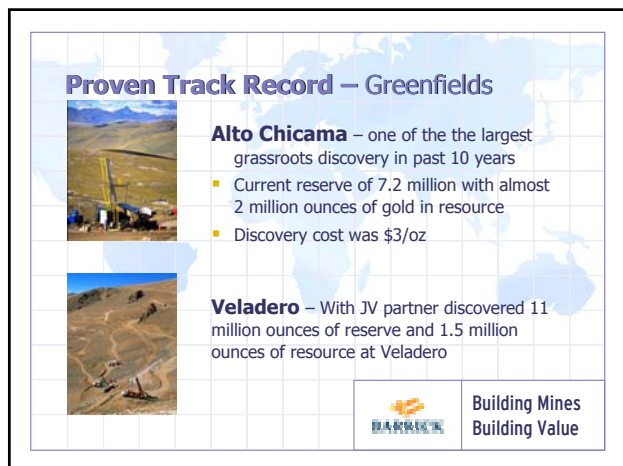 Proven Track Record – Greenfields
Alto Chicama – one of the the largest
grassroots discovery in past 10 years
Current reserve of 7.2 million with almost
2 million ounces of gold in resource
Discovery cost was $3/oz
Veladero – With JV partner discovered 11
million ounces of reserve and 1.5 million
ounces of resource at Veladero
BARRICK
Building Mines
Building Value